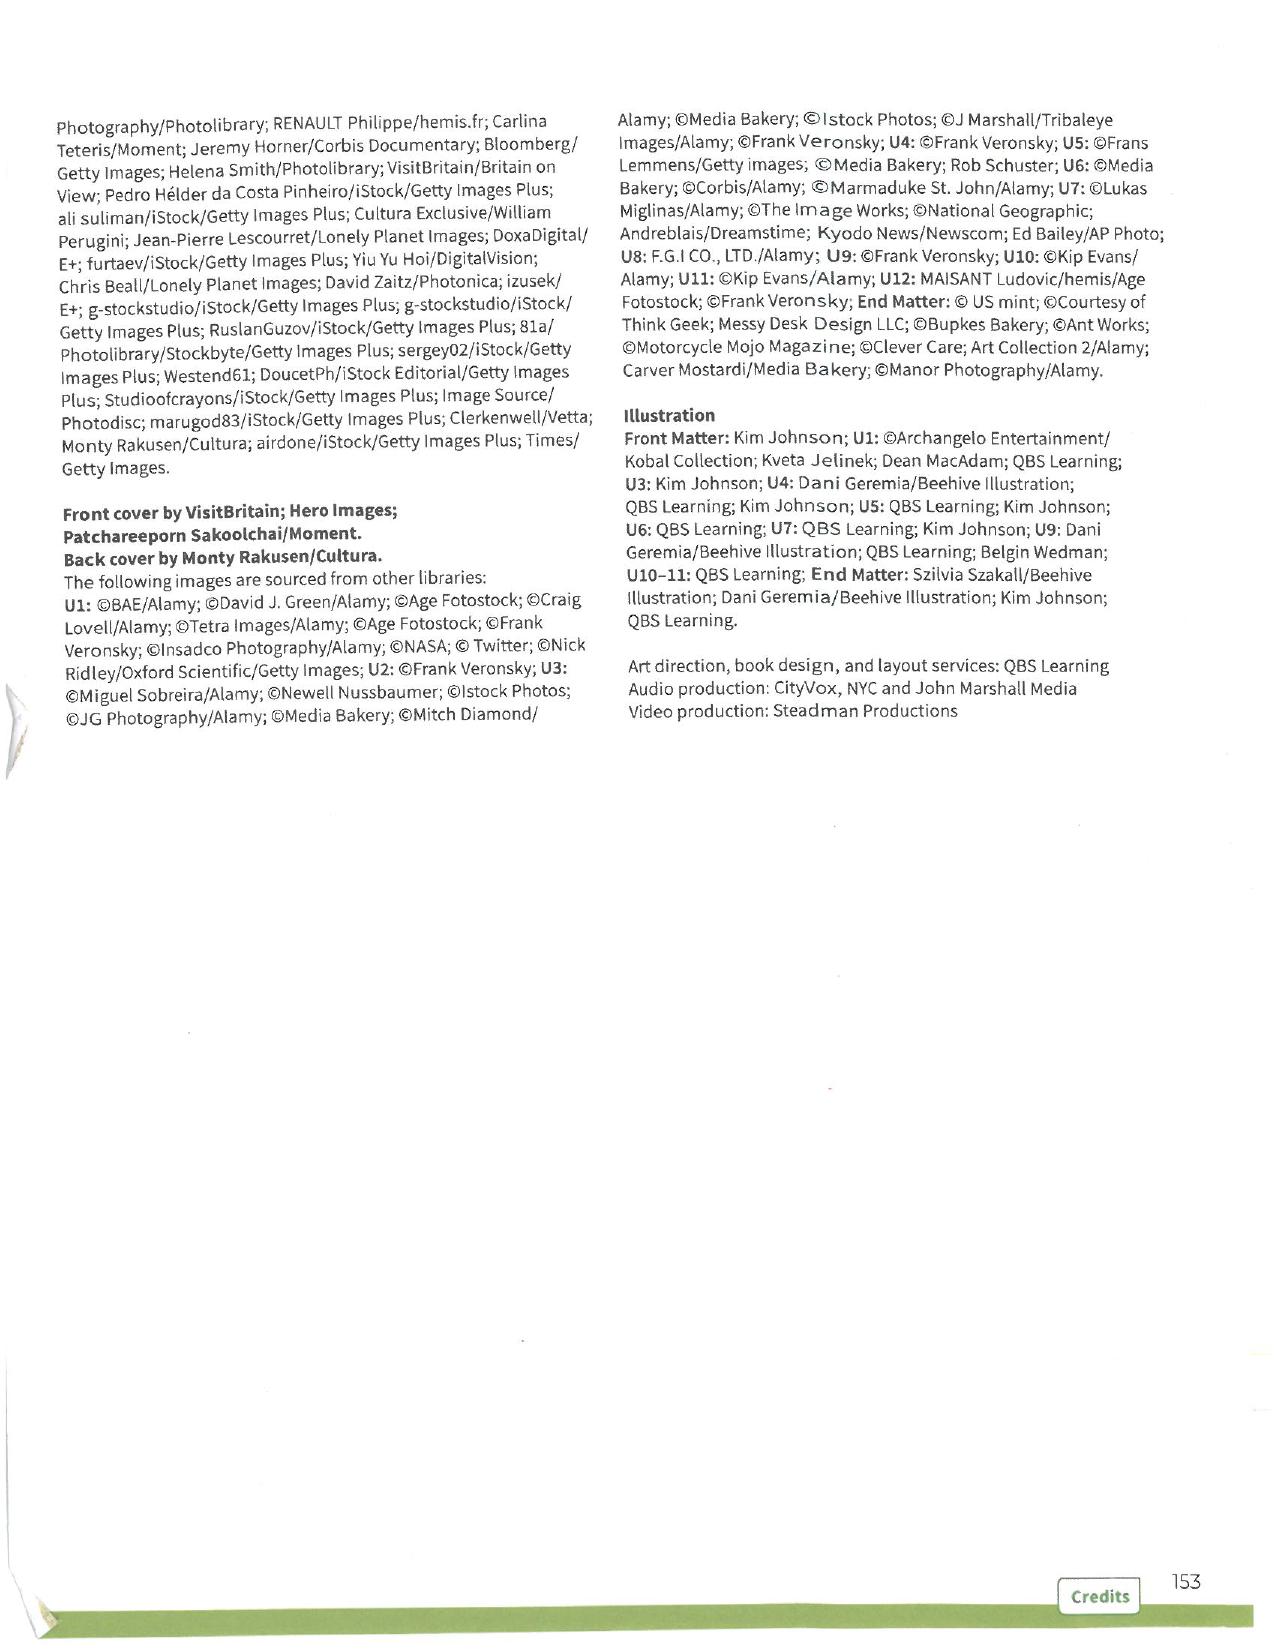 Photography/Photolibrary; RENAULT Philippe/hemis.fr; Carlina
Teteris/Moment; Jeremy Horner/Corbis Documentary; Bloomberg/
Getty Images; Helena Smith/Photolibrary; VisitBritain/Britain on
View; Pedro Hélder da Costa Pinheiro/iStock/Getty Images Plus;
ali suliman/iStock/Getty Images Plus; Cultura Exclusive/William
Perugini; Jean-Pierre Lescourret/Lonely Planet Images; DoxaDigital/
E+; furtaev/iStock/Getty Images Plus; Yiu Yu Hoi/DigitalVision;
Chris Beall/Lonely Planet Images; David Zaitz/Photonica; izusek/
E+; g-stockstudio/iStock/Getty Images Plus; g-stockstudio/iStock/
Getty Images Plus; RuslanGuzov/iStock/Getty Images Plus; 81a/
Photolibrary/Stockbyte/Getty Images Plus; sergey02/iStock/Getty
Images Plus; Westend61; DoucetPh/iStock Editorial/Getty Images
Plus; Studioofcrayons/iStock/Getty Images Plus; Image Source/
Photodisc; marugod83/iStock/Getty Images Plus; Clerkenwell/Vetta;
Monty Rakusen/Cultura; airdone/iStock/Getty Images Plus; Times/
Getty Images.
Front cover by VisitBritain; Hero Images;
Patchareeporn Sakoolchai/Moment.
Back cover by Monty Rakusen/Cultura.
The following images are sourced from other libraries:
U1: ©BAE/Alamy; ©David J. Green/Alamy; ©Age Fotostock; ©Craig
Lovell/Alamy; ©Tetra Images/Alamy; ©Age Fotostock; ©Frank
Veronsky; ©Insadco Photography/Alamy; ©NASA; © Twitter; ©Nick
Ridley/Oxford Scientific/Getty Images; U2: ©Frank Veronsky; U3:
©Miguel Sobreira/Alamy; ©Newell Nussbaumer; ©Istock Photos;
©JG Photography/Alamy; ©Media Bakery; ©Mitch Diamond/
Alamy; ©Media Bakery; ©Istock Photos; ©J Marshall/Tribaleye
Images/Alamy; ©Frank Veronsky; U4: ©Frank Veronsky; U5: ©Frans
Lemmens/Getty images; ©Media Bakery; Rob Schuster; U6: ©Media
Bakery; ©Corbis/Alamy; ©Marmaduke St. John/Alamy; U7: ©Lukas
Miglinas/Alamy; ©The Image Works; ©National Geographic;
Andreblais/Dreamstime; Kyodo News/Newscom; Ed Bailey/AP Photo;
U8: F.G.I CO., LTD./Alamy; U9: ©Frank Veronsky; U10: ©Kip Evans/
Alamy; U11: ©Kip Evans/Alamy; U12: MAISANT Ludovic/hemis/Age
Fotostock; ©Frank Veronsky; End Matter: © US mint; ©Courtesy of
Think Geek; Messy Desk Design LLC; ©Bupkes Bakery; ©Ant Works;
©Motorcycle Mojo Magazine; ©Clever Care; Art Collection 2/Alamy;
Carver Mostardi/Media Bakery; ©Manor Photography/Alamy.
Illustration
Front Matter: Kim Johnson; U1: ©Archangelo Entertainment/
Kobal Collection; Kveta Jelinek; Dean MacAdam; QBS Learning;
U3: Kim Johnson; U4: Dani Geremia/Beehive Illustration;
QBS Learning; Kim Johnson; U5: QBS Learning; Kim Johnson;
U6: QBS Learning; U7: QBS Learning; Kim Johnson; U9: Dani
Geremia/Beehive Illustration; QBS Learning; Belgin Wedman;
U10–11: QBS Learning; End Matter: Szilvia Szakall/Beehive
Illustration; Dani Geremia/Beehive Illustration; Kim Johnson;
QBS Learning.
Art direction, book design, and layout services: QBS Learning
Audio production: CityVox, NYC and John Marshall Media
Video production: Steadman Productions
Credits
153